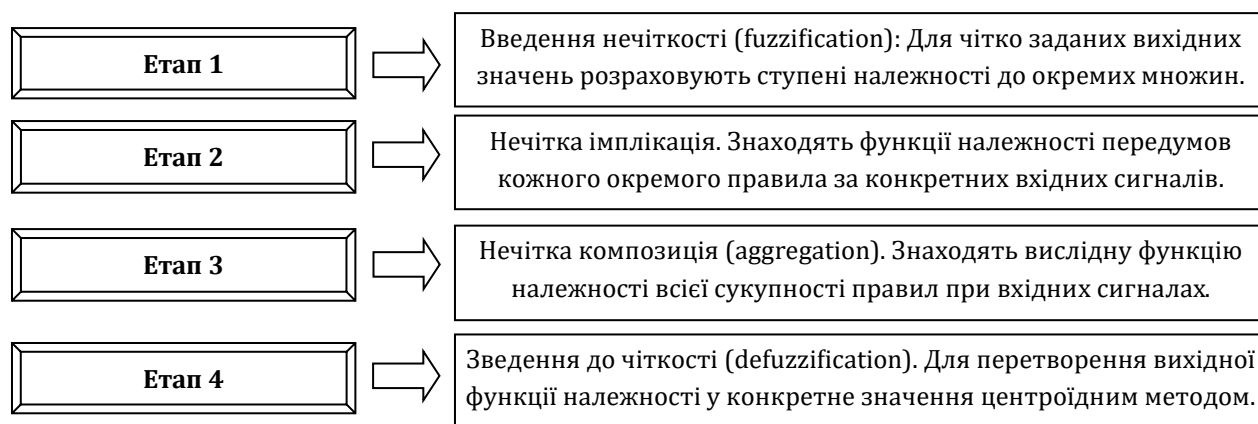 Етап 1
Введення нечіткості (fuzzification): Для чітко заданих вихідних
значень розраховують ступені належності до окремих множин.
Етап 2
Нечітка імплікація. Знаходять функції належності передумов
кожного окремого правила за конкретних вхідних сигналів.
Етап 3
Нечітка композиція (aggregation). Знаходять вислідну функцію
належності всієї сукупності правил при вхідних сигналах.
Етап 4
Зведення до чіткості (defuzzification). Для перетворення вихідної
функції належності у конкретне значення центроїдним методом.